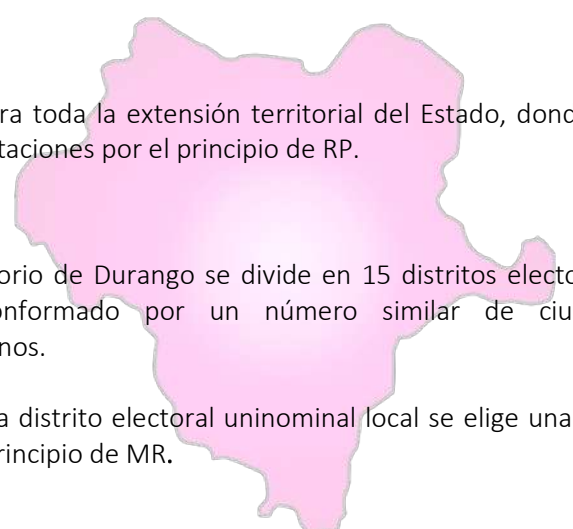 ra toda la extensión territorial del Estado, dond
taciones por el principio de RP.
orio de Durango se divide en 15 distritos electo
onformado por un número similar de ciu
nos.
a distrito electoral uninominal local se elige una
rincipio de MR.